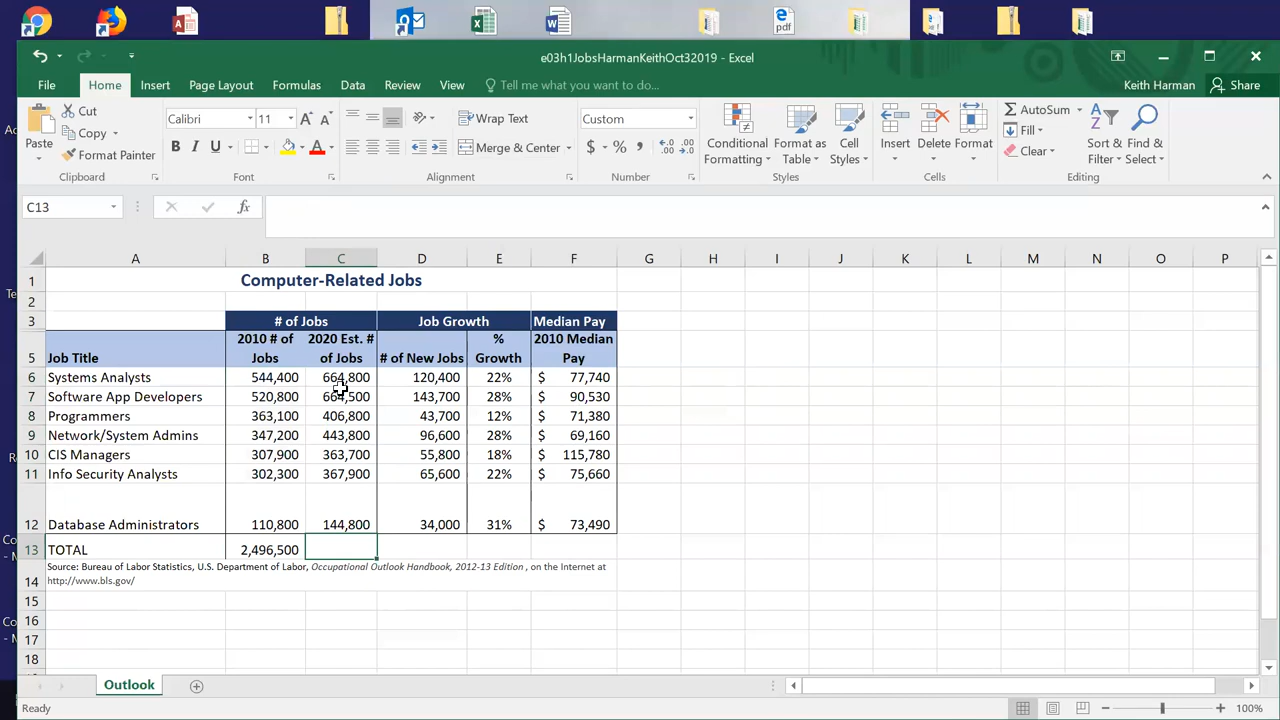 pdf
e03h1JobsHarmanKeithOct32019 - Excel
File Home Insert Page Layout Formulas Data Review View Tell me what you want to do... Keith Harman Share
Paste Cut Copy Format Painter Clipboard
Calibri 11 A A B I U A Font
Wrap Text Merge & Center Alignment
Custom $ % , Number
Conditional Formatting Format as Table Cell Styles Styles
Insert Delete Format Cells
AutoSum Fill Clear Sort & Filter Find & Select Editing
C13 fx
A B C D E F G H I J K L M N O P
1 Computer-Related Jobs
2
3 # of Jobs Job Growth Median Pay
5 Job Title 2010 # of Jobs 2020 Est. # of Jobs # of New Jobs % Growth 2010 Median Pay
6 Systems Analysts 544,400 664,800 120,400 22% $ 77,740
7 Software App Developers 520,800 664,500 143,700 28% $ 90,530
8 Programmers 363,100 406,800 43,700 12% $ 71,380
9 Network/System Admins 347,200 443,800 96,600 28% $ 69,160
10 CIS Managers 307,900 363,700 55,800 18% $ 115,780
11 Info Security Analysts 302,300 367,900 65,600 22% $ 75,660
12 Database Administrators 110,800 144,800 34,000 31% $ 73,490
13 TOTAL 2,496,500
Source: Bureau of Labor Statistics, U.S. Department of Labor, Occupational Outlook Handbook, 2012-13 Edition , on the Internet at
14 http://www.bls.gov/
15
16
17
18
Outlook
Ready 100%